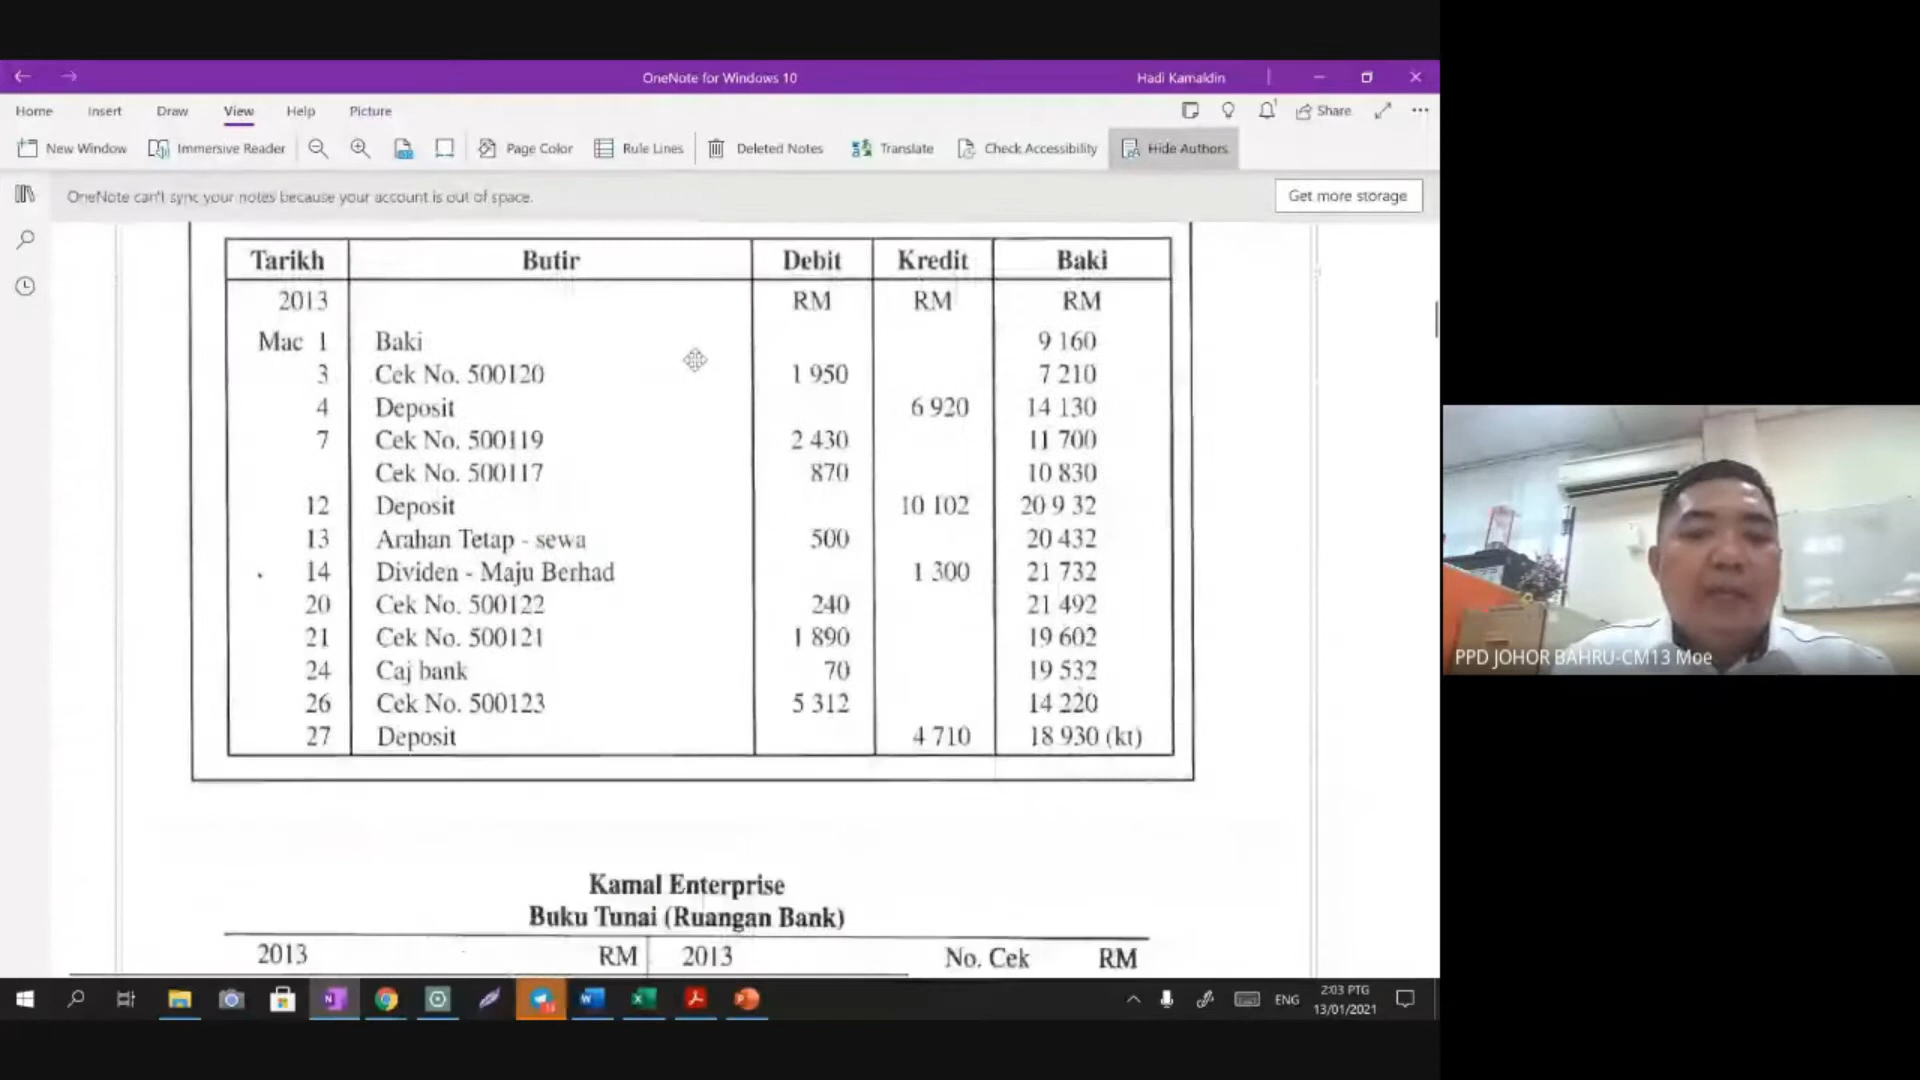 OneNote for Windows 10
Hadi Kamaldin
Home Insert Draw View Help Picture
Share
New Window Immersive Reader Page Color Rule Lines Deleted Notes Translate Check Accessibility Hide Authors
OneNote can't sync your notes because your account is out of space.
Get more storage
Tarikh Butir Debit Kredit Baki
2013 RM RM RM
Mac 1 Baki 9 160
3 Cek No. 500120 1 950 7 210
4 Deposit 6 920 14 130
7 Cek No. 500119 2 430 11 700
Cek No. 500117 870 10 830
12 Deposit 10 102 20 9 32
13 Arahan Tetap - sewa 500 20 432
14 Dividen - Maju Berhad 1 300 21 732
20 Cek No. 500122 240 21 492
21 Cek No. 500121 1 890 19 602
24 Caj bank 70 19 532
26 Cek No. 500123 5 312 14 220
27 Deposit 4 710 18 930 (kt)
Kamal Enterprise
Buku Tunai (Ruangan Bank)
2013 RM 2013 No. Cek RM
PPD JOHOR BAHRU-CM13 Moe
ENG
2:03 PTG
13/01/2021